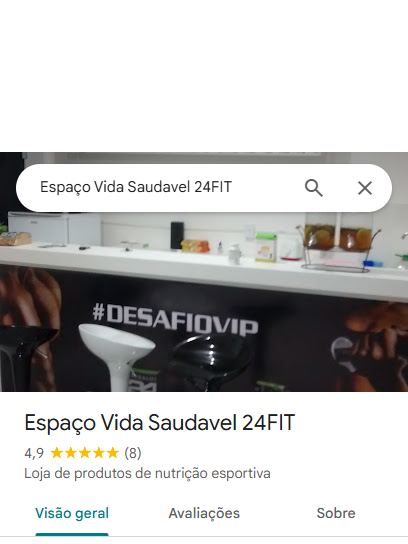 Espaço Vida Saudavel 24FIT
#DESAFIOVIP
Espaço Vida Saudavel 24FIT
4,9 ★★★★★ (8)
Loja de produtos de nutrição esportiva
Visão geral
Avaliações
Sobre